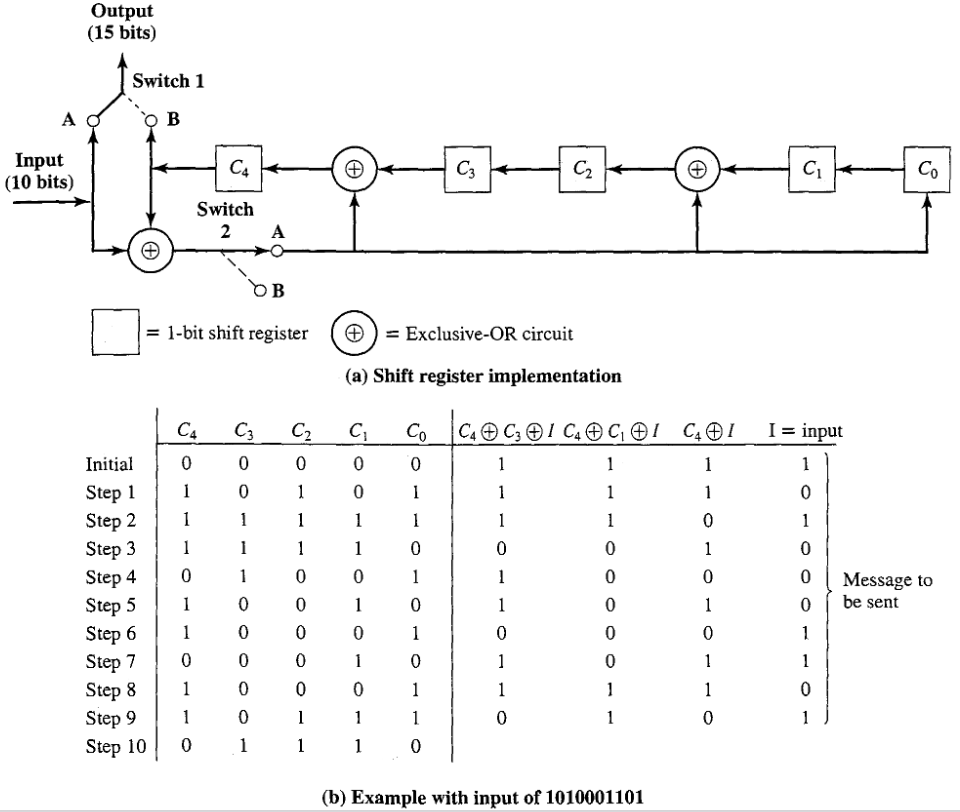 Output
(15 bits)
Switch 1
A
B
Input
(10 bits)
C₄
⊕
C₃
C₂
⊕
C₁
C₀
Switch
2
A
⊕
B
= 1-bit shift register
⊕ = Exclusive-OR circuit
(a) Shift register implementation
C₄ C₃ C₂ C₁ C₀ C₄ ⊕ C₃ ⊕ I C₄ ⊕ C₁ ⊕ I C₄ ⊕ I I = input
Initial 0 0 0 0 0 1 1 1 1
Step 1 1 0 1 0 1 1 1 1 0
Step 2 1 1 1 1 1 1 1 0 1
Step 3 1 1 1 1 0 0 0 1 0
Step 4 0 1 0 0 1 1 0 0 0
Step 5 1 0 0 1 0 1 0 1 0
Step 6 1 0 0 0 1 0 0 0 1
Step 7 0 0 0 1 0 1 0 1 1
Step 8 1 0 0 0 1 1 1 1 0
Step 9 1 0 1 1 1 0 1 0 1
Step 10 0 1 1 1 0
Message to
be sent
(b) Example with input of 1010001101